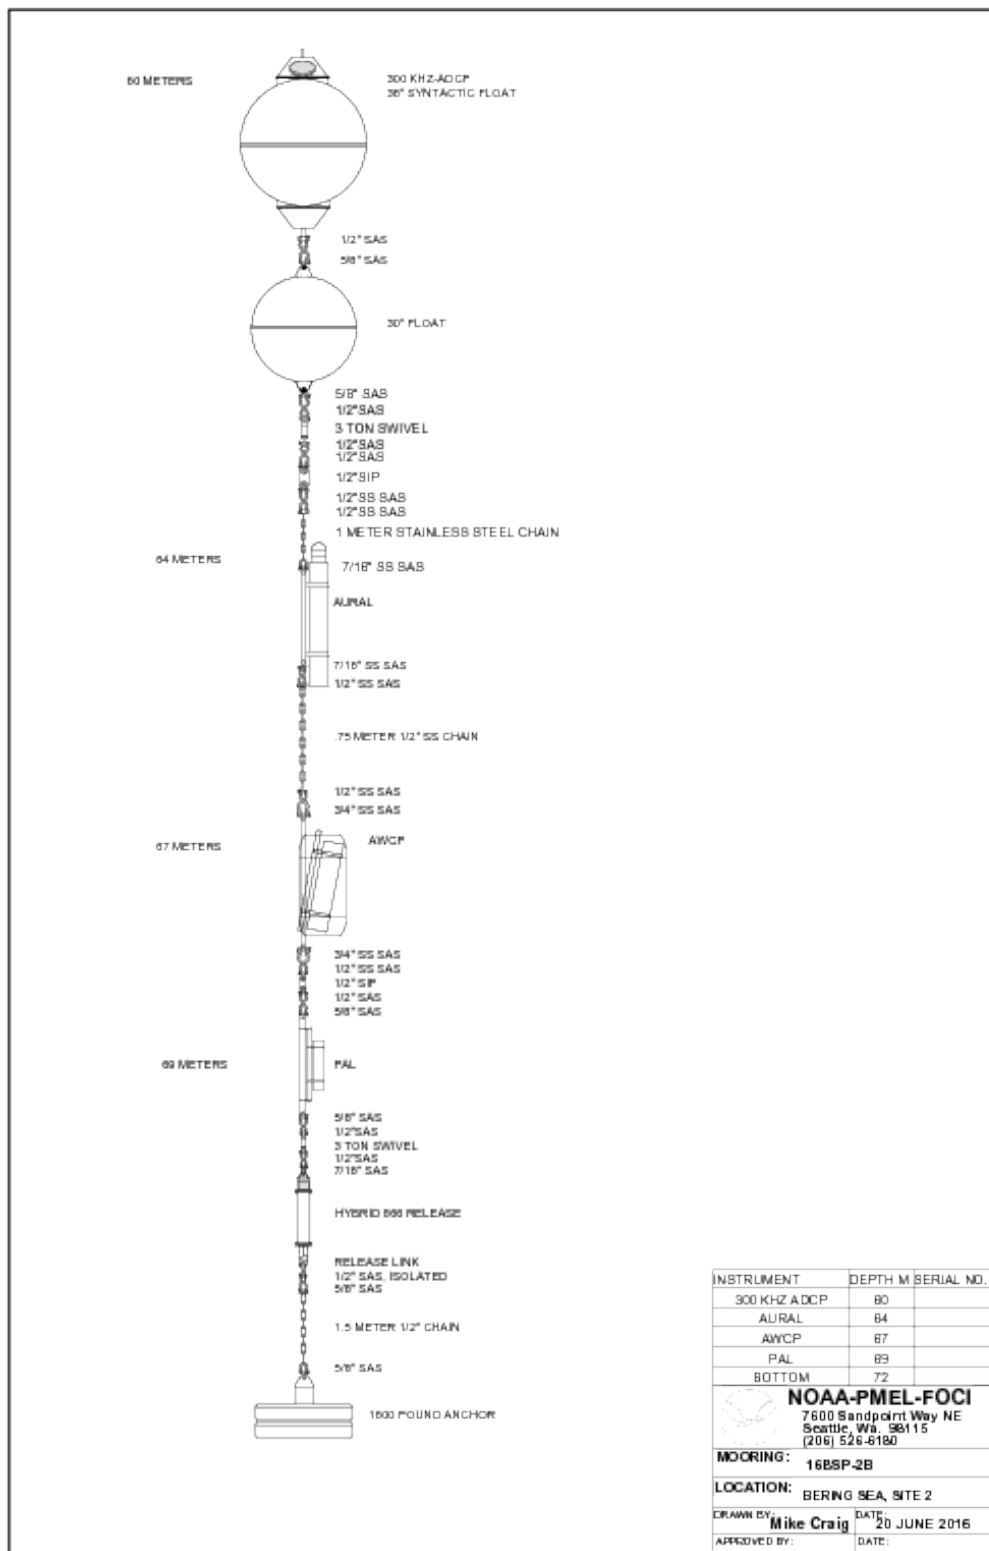 60 METERS
300 KHZ-ADCP
36" SYNTACTIC FLOAT
1/2" SAS
5/8" SAS
30" FLOAT
5/8" SAS
1/2"SAS
3 TON SWIVEL
1/2"SAS
1/2"SAS
1/2"SIP
1/2"SS SAS
1/2"SS SAS
1 METER STAINLESS STEEL CHAIN
64 METERS
7/16" SS SAS
AURAL
7/16" SS SAS
1/2" SS SAS
.75 METER 1/2" SS CHAIN
1/2" SS SAS
3/4" SS SAS
67 METERS
AWCP
3/4" SS SAS
1/2" SS SAS
1/2" SIP
1/2" SAS
5/8" SAS
69 METERS
PAL
5/8" SAS
1/2"SAS
3 TON SWIVEL
1/2"SAS
7/16" SAS
HYBRID 866 RELEASE
RELEASE LINK
1/2" SAS, ISOLATED
5/8" SAS
1.5 METER 1/2" CHAIN
5/8" SAS
1600 POUND ANCHOR
INSTRUMENT DEPTH M SERIAL NO.
300 KHZ ADCP 60
AURAL 64
AWCP 67
PAL 69
BOTTOM 72
NOAA-PMEL-FOCI
7600 Sandpoint Way NE
Seattle, Wa. 98115
(206) 526-6180
MOORING: 16BSP-2B
LOCATION: BERING SEA, SITE 2
DRAWN BY: Mike Craig DATE: 20 JUNE 2016
APPROVED BY: DATE: